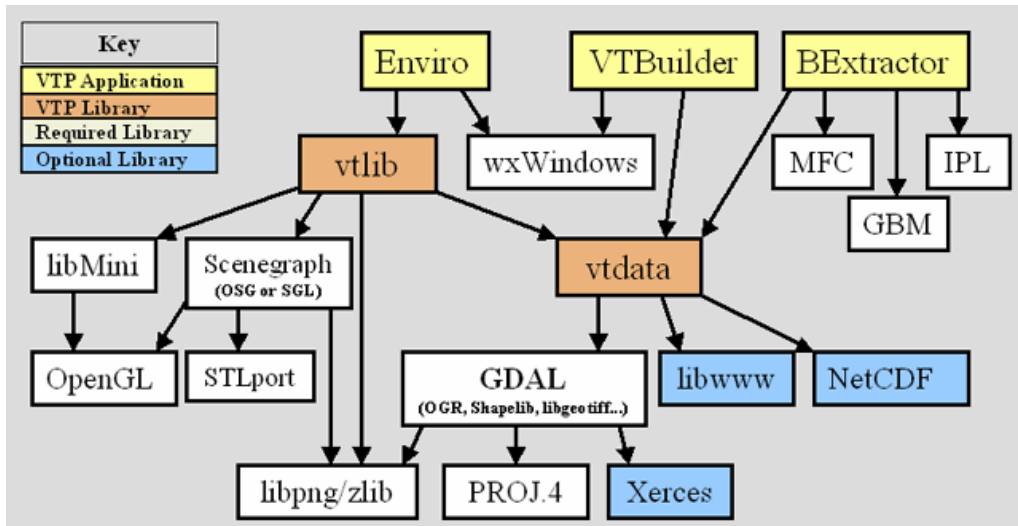 Key
VTP Application
VTP Library
Required Library
Optional Library
Enviro
VTBuilder
BExtractor
vtlib
wxWindows
MFC
IPL
GBM
libMini
Scenegraph
(OSG or SGL)
vtdata
OpenGL
STLport
GDAL
(OGR, Shapelib, libgeotiff...)
libwww
NetCDF
libpng/zlib
PROJ.4
Xerces